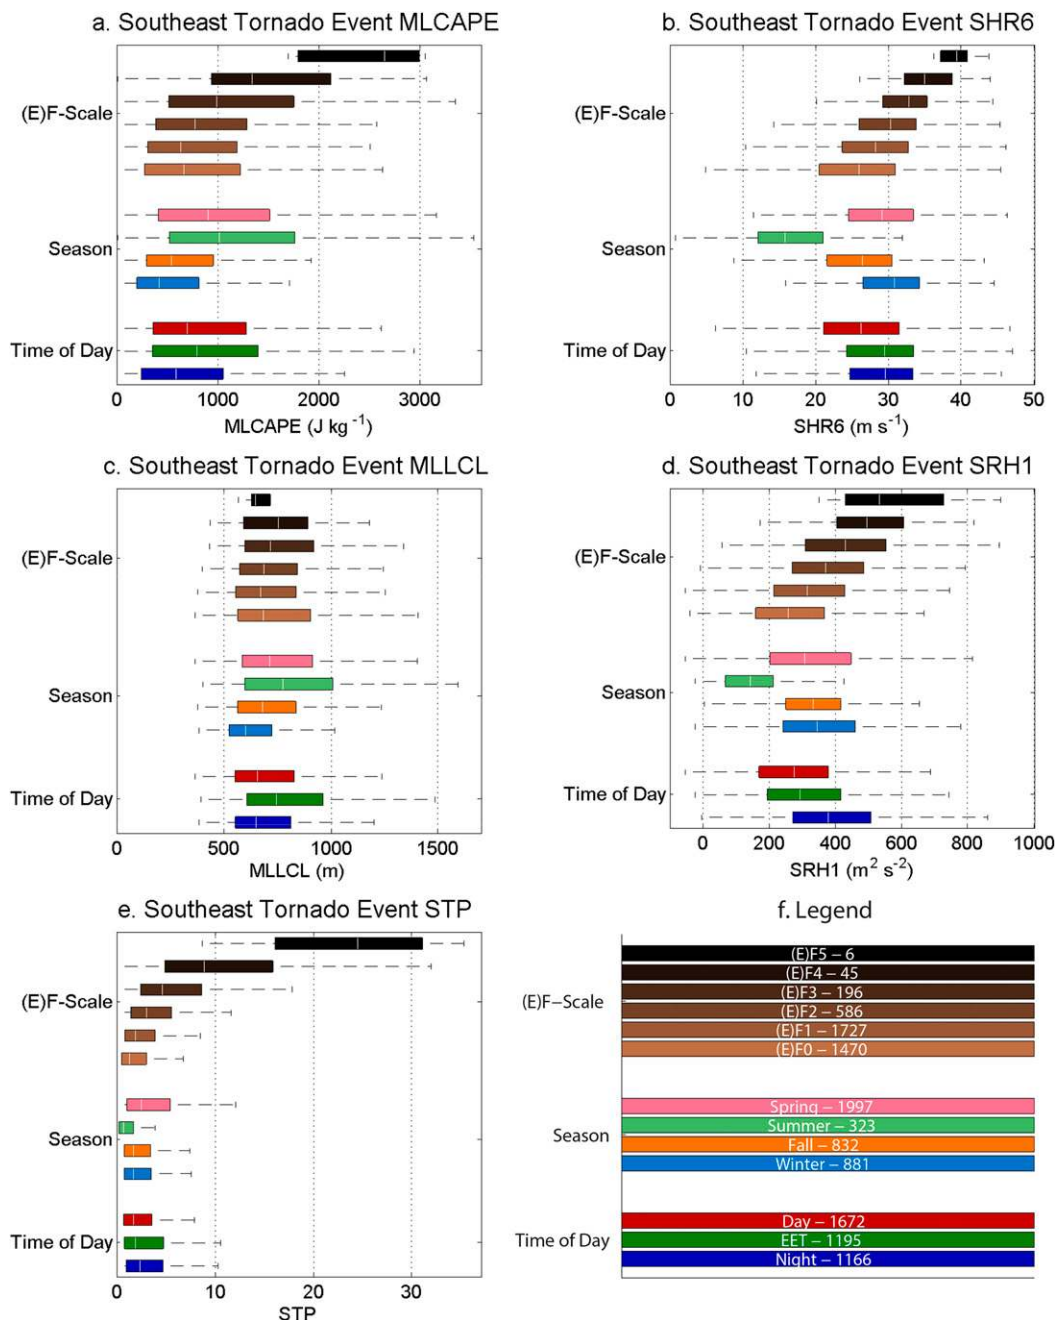 a. Southeast Tornado Event MLCAPE
(E)F-Scale
Season
Time of Day
0 1000 2000 3000
MLCAPE (J kg⁻¹)
b. Southeast Tornado Event SHR6
(E)F-Scale
Season
Time of Day
0 10 20 30 40 50
SHR6 (m s⁻¹)
c. Southeast Tornado Event MLLCL
(E)F-Scale
Season
Time of Day
0 500 1000 1500
MLLCL (m)
d. Southeast Tornado Event SRH1
(E)F-Scale
Season
Time of Day
0 200 400 600 800 1000
SRH1 (m² s⁻²)
e. Southeast Tornado Event STP
(E)F-Scale
Season
Time of Day
0 10 20 30
STP
f. Legend
(E)F–Scale
(E)F5 – 6
(E)F4 – 45
(E)F3 – 196
(E)F2 – 586
(E)F1 – 1727
(E)F0 – 1470
Season
Spring – 1997
Summer – 323
Fall – 832
Winter – 881
Time of Day
Day – 1672
EET – 1195
Night – 1166